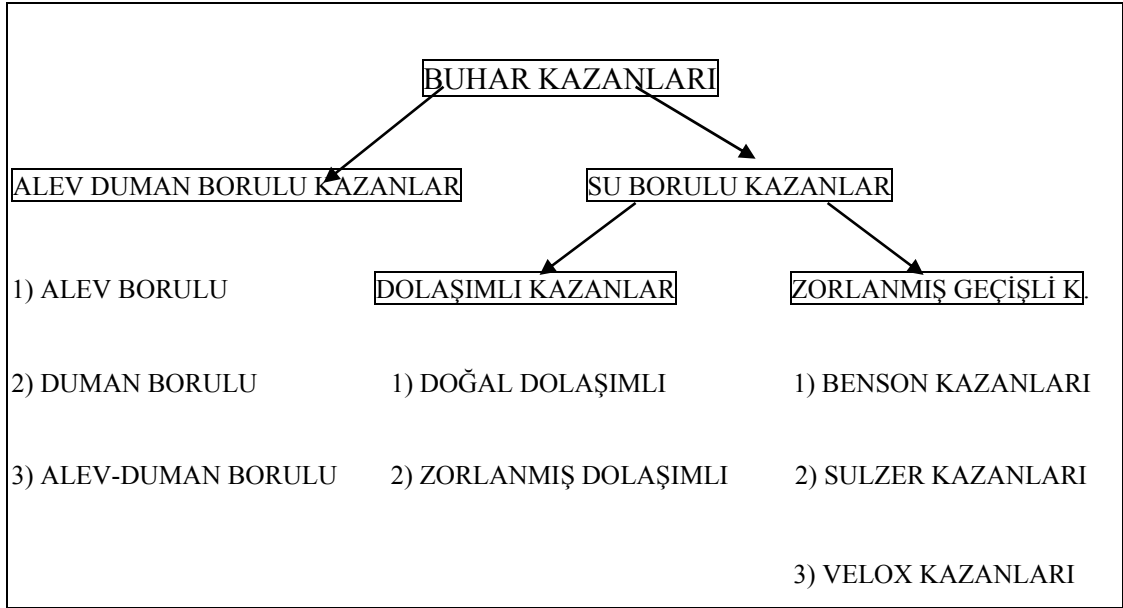 BUHAR KAZANLARI
ALEV DUMAN BORULU KAZANLAR
SU BORULU KAZANLAR
1) ALEV BORULU
DOLAŞIMLI KAZANLAR
ZORLANMIŞ GEÇİŞLİ K.
2) DUMAN BORULU
1) DOĞAL DOLAŞIMLI
1) BENSON KAZANLARI
3) ALEV-DUMAN BORULU
2) ZORLANMIŞ DOLAŞIMLI
2) SULZER KAZANLARI
3) VELOX KAZANLARI